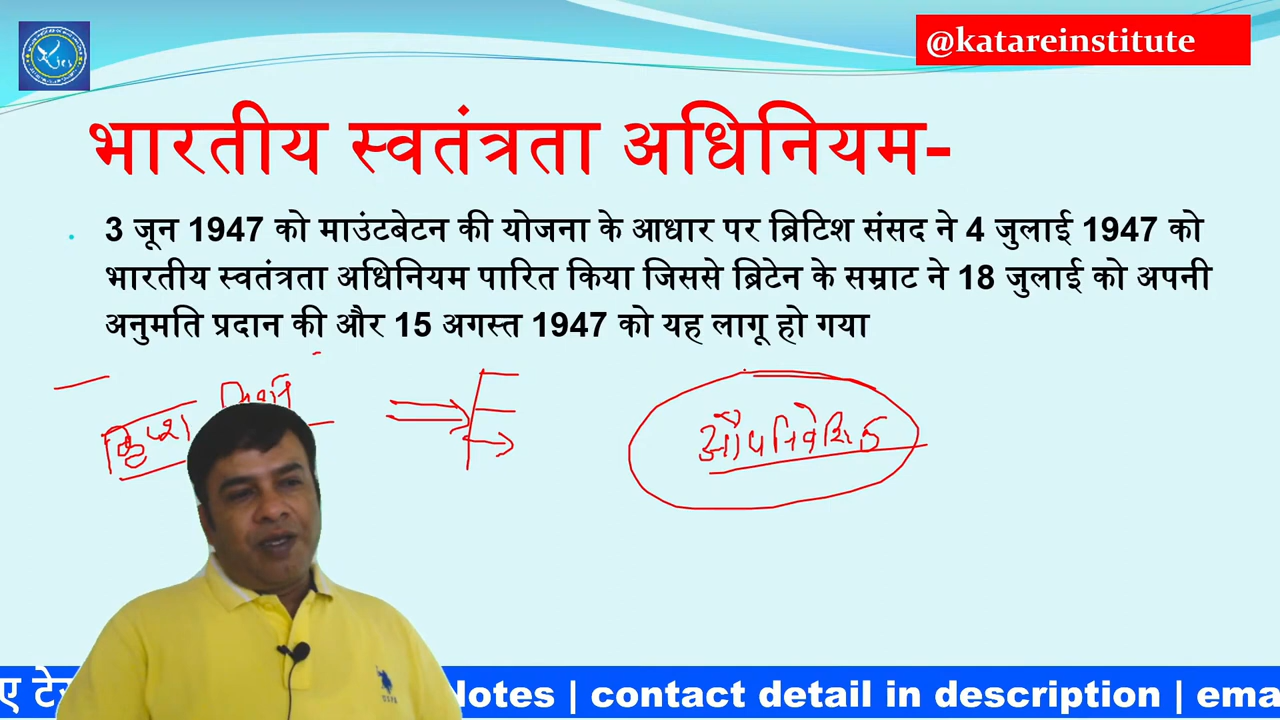 @katareinstitute
भारतीय स्वतंत्रता अधिनियम-
3 जून 1947 को माउंटबेटन की योजना के आधार पर ब्रिटिश संसद ने 4 जुलाई 1947 को
भारतीय स्वतंत्रता अधिनियम पारित किया जिससे ब्रिटेन के सम्राट ने 18 जुलाई को अपनी
अनुमति प्रदान की और 15 अगस्त 1947 को यह लागू हो गया
औपनिवेशिक
ए Notes | contact detail in description | ema